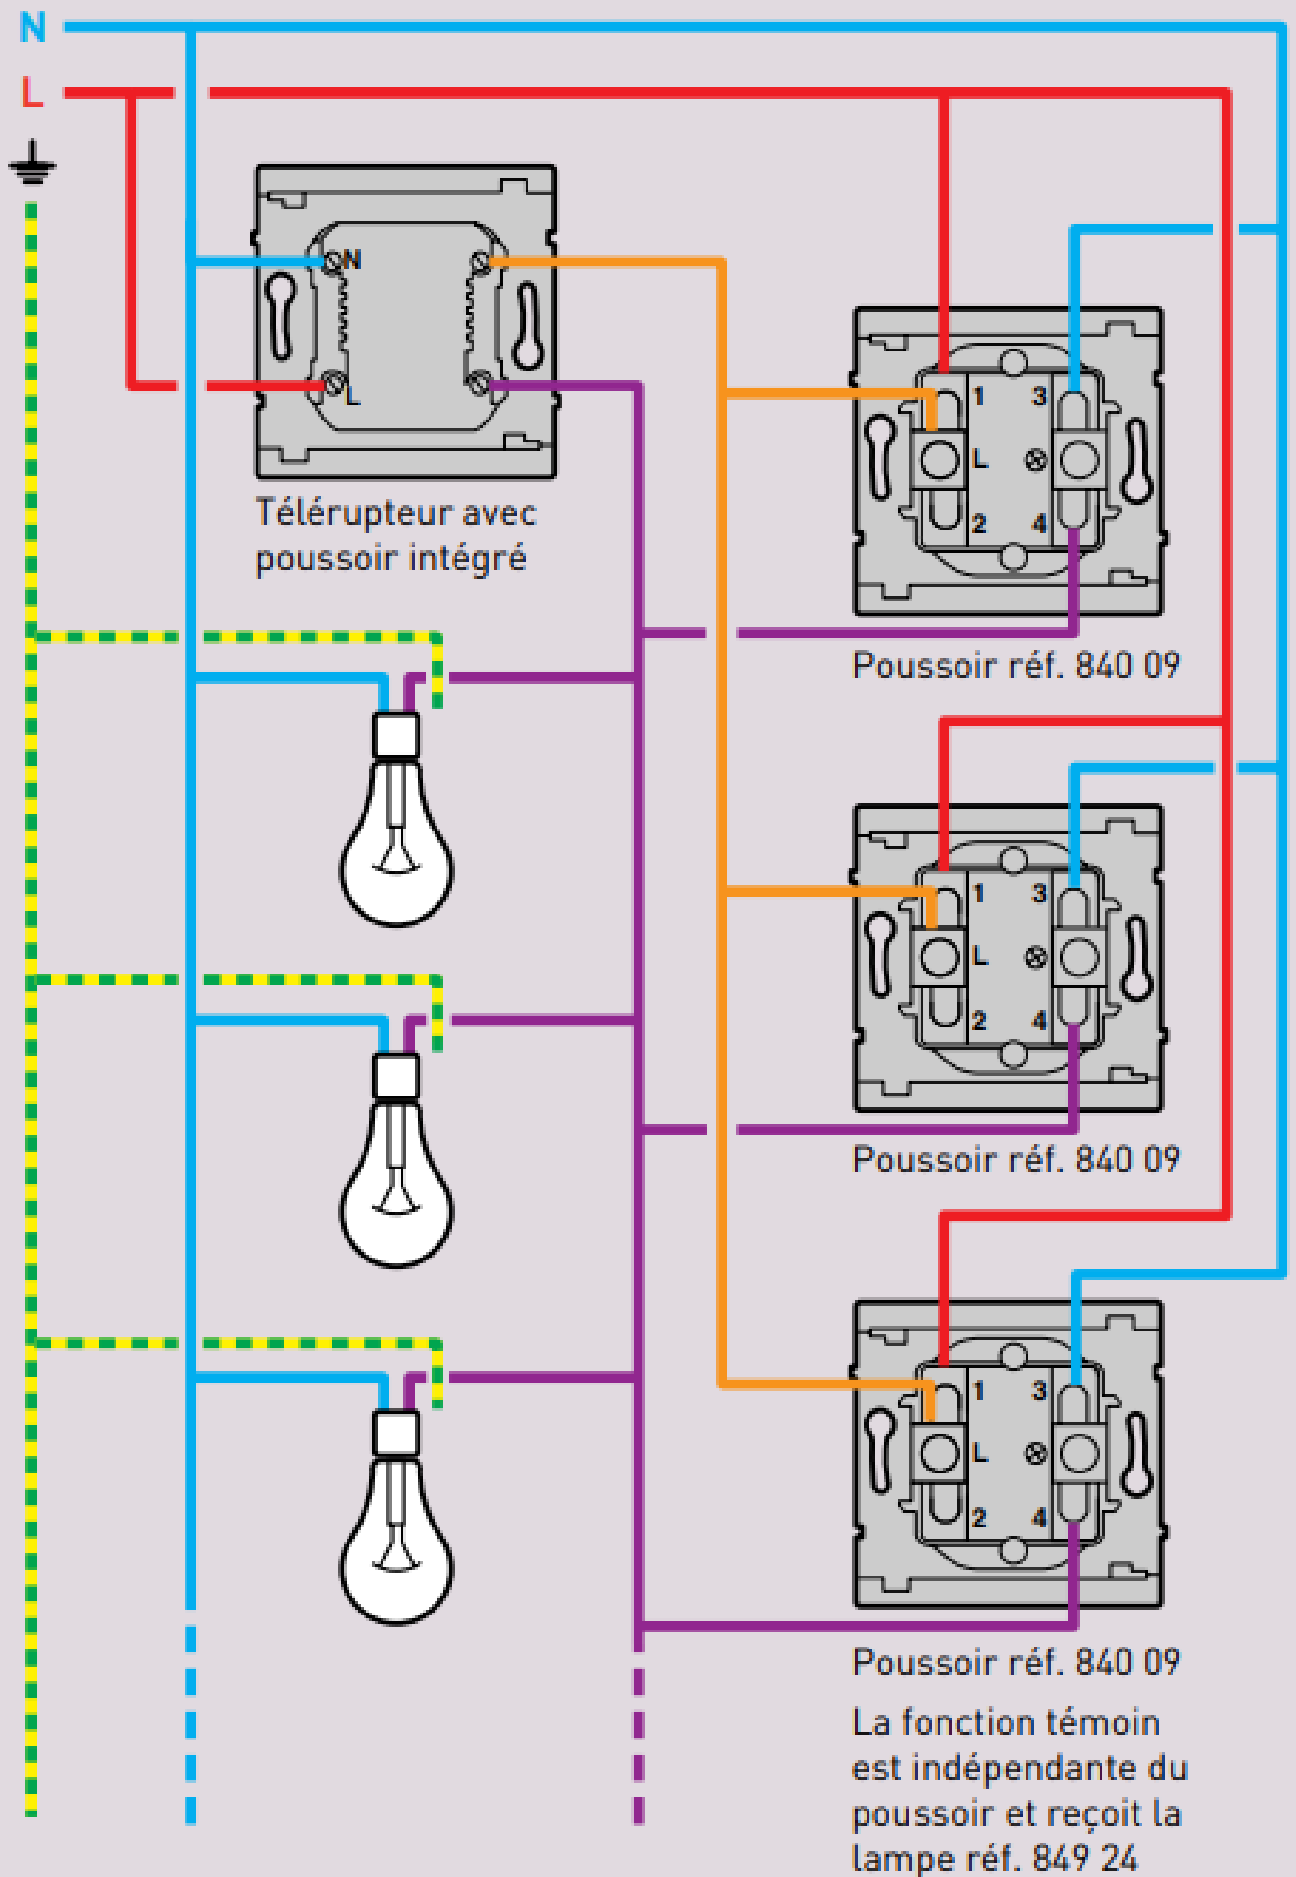 N
L
N
L
Télérupteur avec
poussoir intégré
1 3
L
2 4
Poussoir réf. 840 09
1 3
L
2 4
Poussoir réf. 840 09
1 3
L
2 4
Poussoir réf. 840 09
La fonction témoin
est indépendante du
poussoir et reçoit la
lampe réf. 849 24